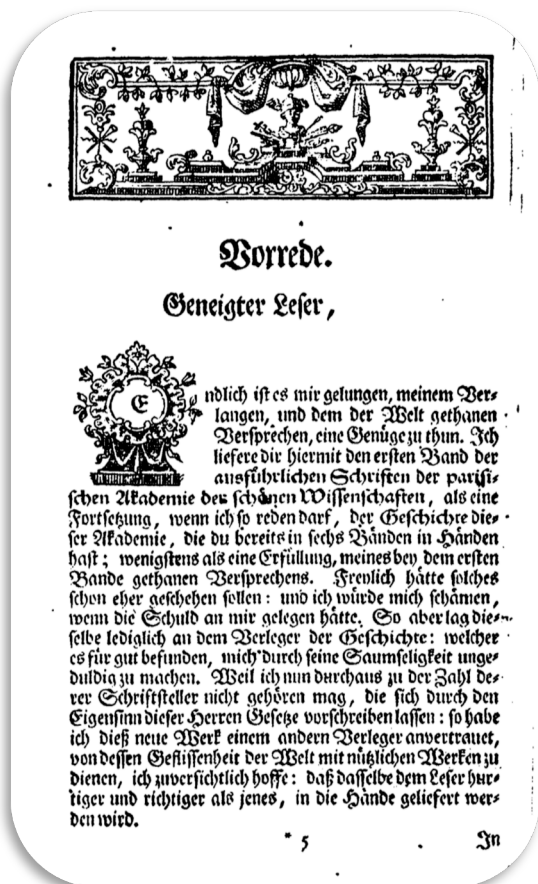 Vorrede.
Geneigter Leser,
Endlich ist es mir gelungen, meinem Ver-
langen, und dem der Welt gethanen
Versprechen, eine Genüge zu thun. Ich
liefere dir hiermit den ersten Band der
ausführlichen Schriften der parisi-
schen Akademie der schönen Wissenschaften, als eine
Fortsetzung, wenn ich so reden darf, der Geschichte die-
ser Akademie, die du bereits in sechs Bänden in Händen
hast; wenigstens als eine Erfüllung, meines bey dem ersten
Bande gethanen Versprechens. Freylich hätte solches
schon eher geschehen sollen: und ich würde mich schämen,
wenn die Schuld an mir gelegen hätte. So aber lag die-
selbe lediglich an dem Verleger der Geschichte: welcher
es für gut befunden, mich durch seine Saumseligkeit unge-
duldig zu machen. Weil ich nun durchaus zu der Zahl de-
rer Schriftsteller nicht gehören mag, die sich durch den
Eigensinn dieser Herren Gesetze vorschreiben lassen: so habe
ich dieß neue Werk einem andern Verleger anvertrauet,
von dessen Geflissenheit der Welt mit nützlichen Werken zu
dienen, ich zuversichtlich hoffe: daß dasselbe dem Leser hur-
tiger und richtiger als jenes, in die Hände geliefert wer-
den wird.
* 5 In